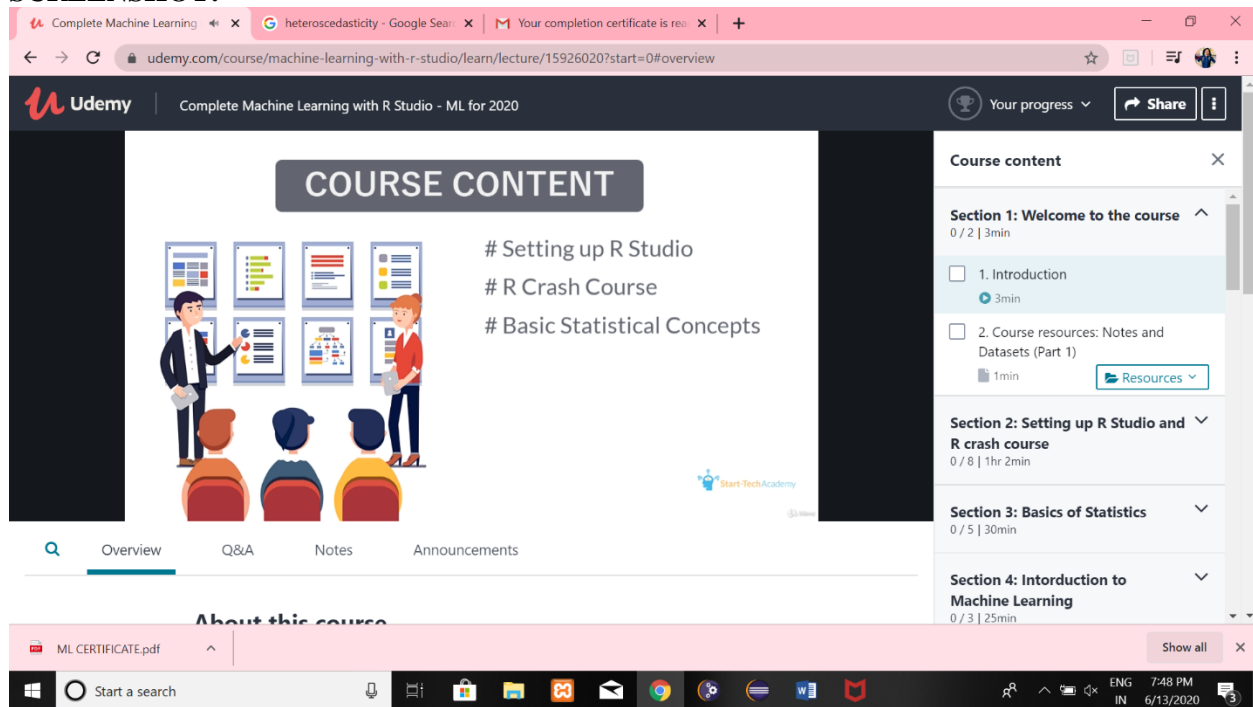 SCREENSHOT:
Complete Machine Learning
heteroscedasticity - Google Sear
Your completion certificate is rea
udemy.com/course/machine-learning-with-r-studio/learn/lecture/15926020?start=0#overview
Udemy
Complete Machine Learning with R Studio - ML for 2020
Your progress
Share
COURSE CONTENT
# Setting up R Studio
# R Crash Course
# Basic Statistical Concepts
Start-TechAcademy
Course content
Section 1: Welcome to the course
0 / 2 | 3min
1. Introduction
3min
2. Course resources: Notes and
Datasets (Part 1)
1min
Resources
Section 2: Setting up R Studio and
R crash course
0 / 8 | 1hr 2min
Section 3: Basics of Statistics
0 / 5 | 30min
Section 4: Intorduction to
Machine Learning
0 / 3 | 25min
Overview
Q&A
Notes
Announcements
About this course
ML CERTIFICATE.pdf
Show all
Start a search
ENG
IN
7:48 PM
6/13/2020
3